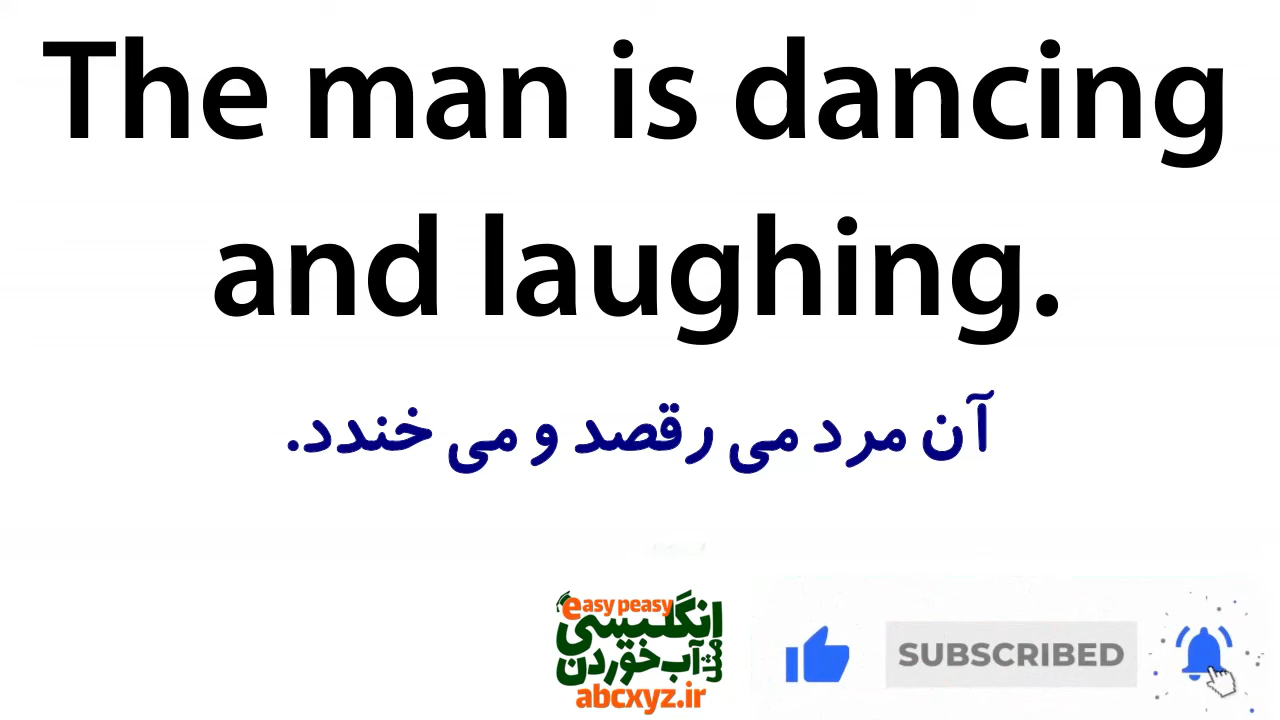 The man is dancing
and laughing.
آن مرد می رقصد و می خندد.
easy peasy
انگلیسی
مثل آب خوردن
abcxyz.ir
SUBSCRIBED